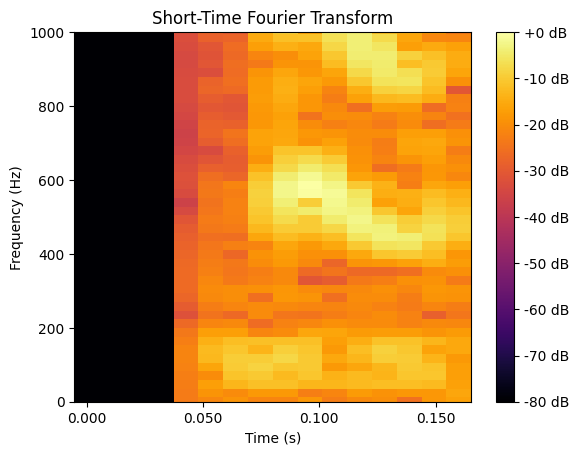 Short-Time Fourier Transform
1000
800
600
400
200
0
Frequency (Hz)
0.000
0.050
0.100
0.150
Time (s)
+0 dB
-10 dB
-20 dB
-30 dB
-40 dB
-50 dB
-60 dB
-70 dB
-80 dB